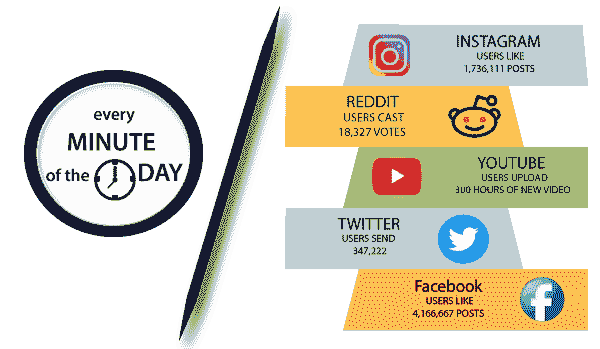 every
MINUTE
of the DAY
INSTAGRAM
USERS LIKE
1,736,111 POSTS
REDDIT
USERS CAST
18,327 VOTES
YOUTUBE
USERS UPLOAD
300 HOURS OF NEW VIDEO
TWITTER
USERS SEND
347,222
Facebook
USERS LIKE
4,166,667 POSTS